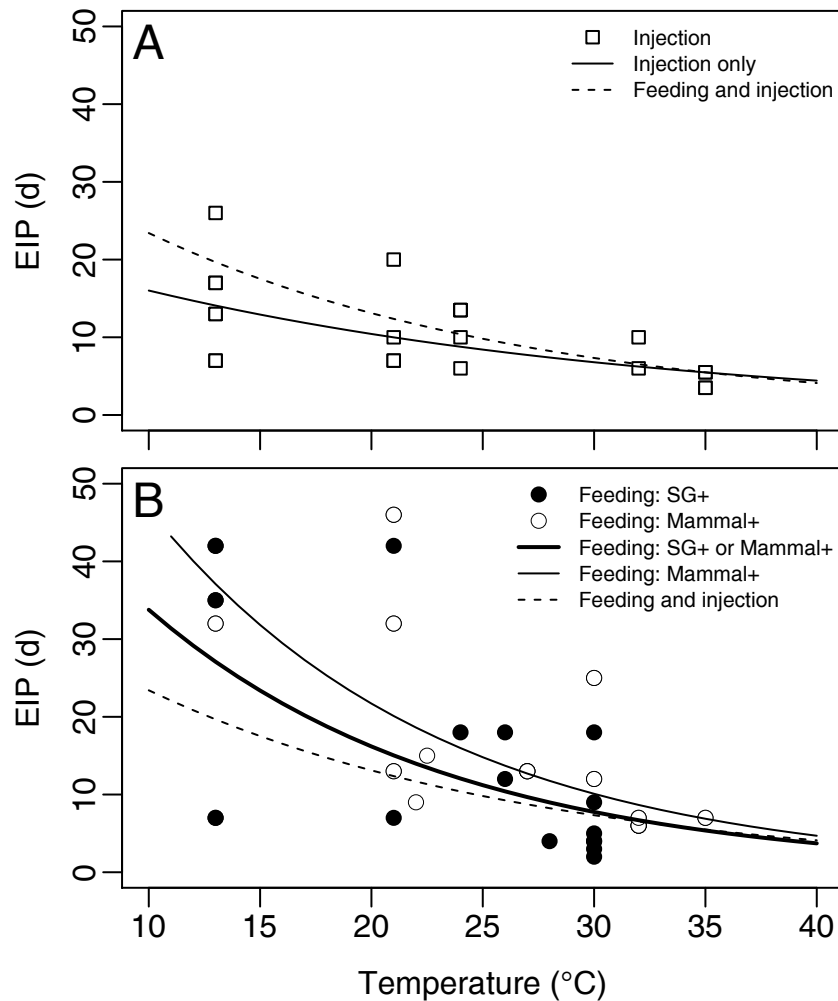 A
Injection
Injection only
Feeding and injection
50
40
30
20
10
0
EIP (d)
B
Feeding: SG+
Feeding: Mammal+
Feeding: SG+ or Mammal+
Feeding: Mammal+
Feeding and injection
50
40
30
20
10
0
EIP (d)
10 15 20 25 30 35 40
Temperature (°C)